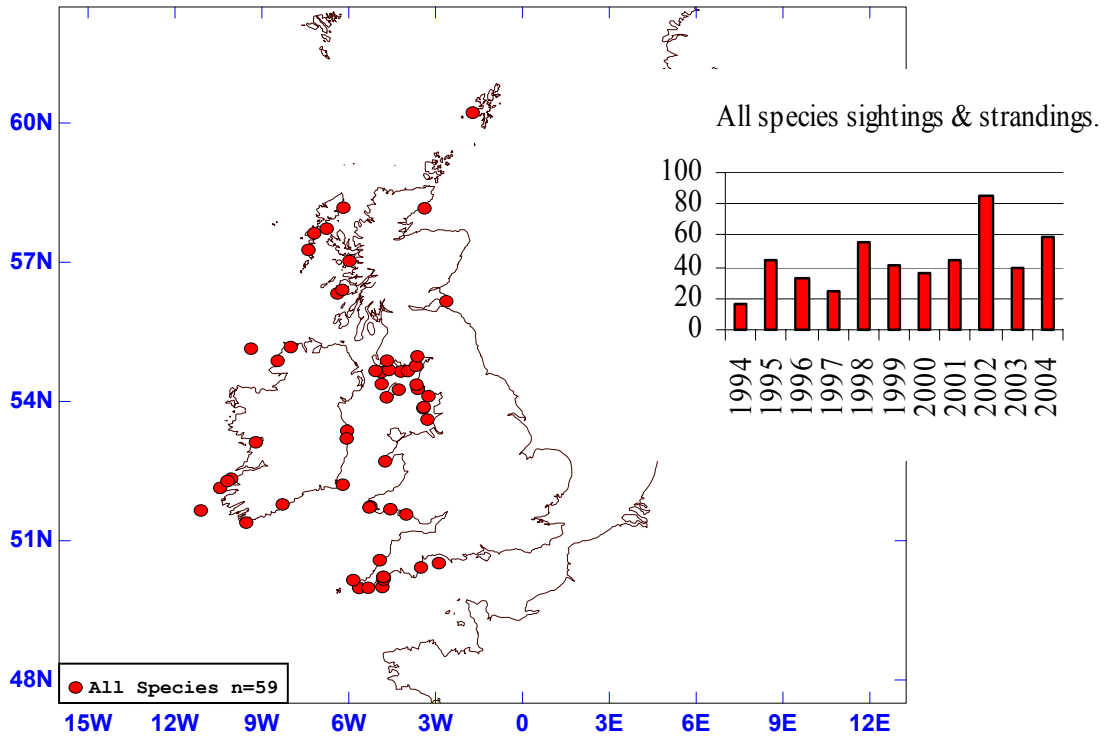 60N
57N
54N
51N
48N
15W 12W 9W 6W 3W 0 3E 6E 9E 12E
All Species n=59
All species sightings & strandings.
100
80
60
40
20
0
1994 1995 1996 1997 1998 1999 2000 2001 2002 2003 2004